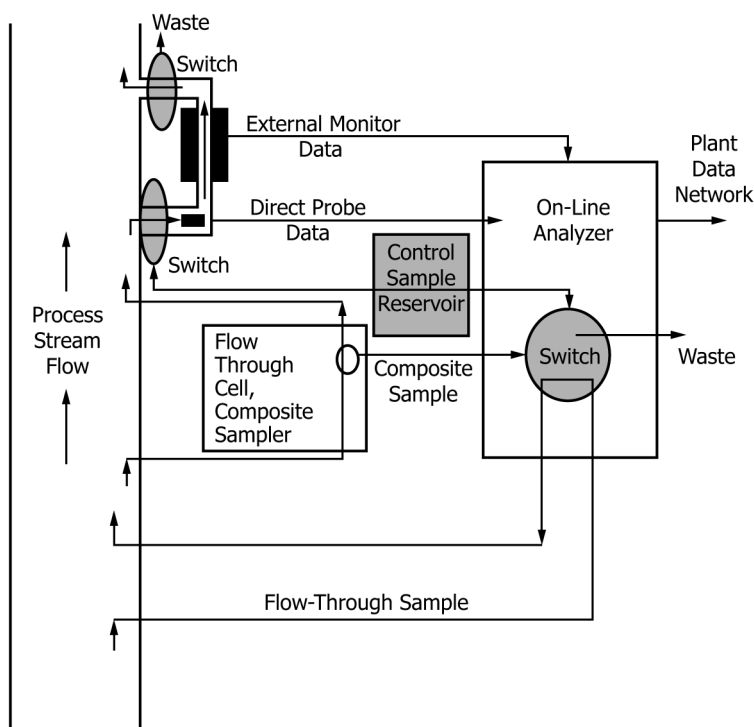 Waste
Switch
External Monitor
Data
Plant
Data
Network
Direct Probe
Data
On-Line
Analyzer
Switch
Control
Sample
Reservoir
Process
Stream
Flow
Flow
Through
Cell,
Composite
Sampler
Composite
Sample
Switch
Waste
Flow-Through Sample